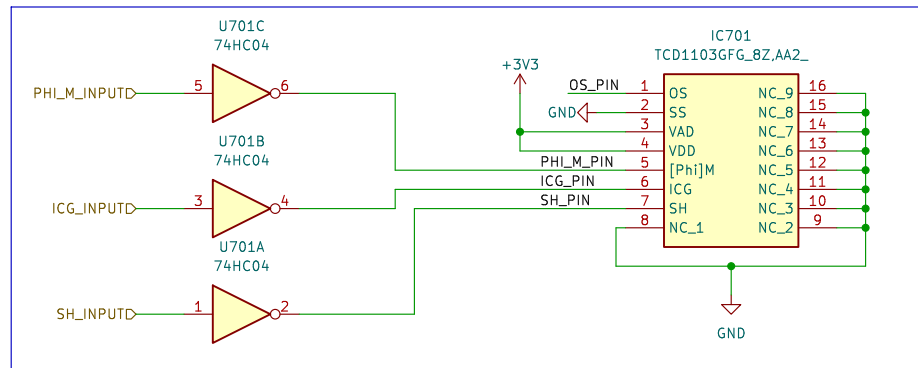 U701C
74HC04
PHI_M_INPUT
5
6
U701B
74HC04
ICG_INPUT
3
4
U701A
74HC04
SH_INPUT
1
2
IC701
TCD1103GFG_8Z,AA2_
+3V3
OS_PIN 1 OS NC_9 16
GND 2 SS NC_8 15
3 VAD NC_7 14
4 VDD NC_6 13
PHI_M_PIN 5 [Phi]M NC_5 12
ICG_PIN 6 ICG NC_4 11
SH_PIN 7 SH NC_3 10
8 NC_1 NC_2 9
GND